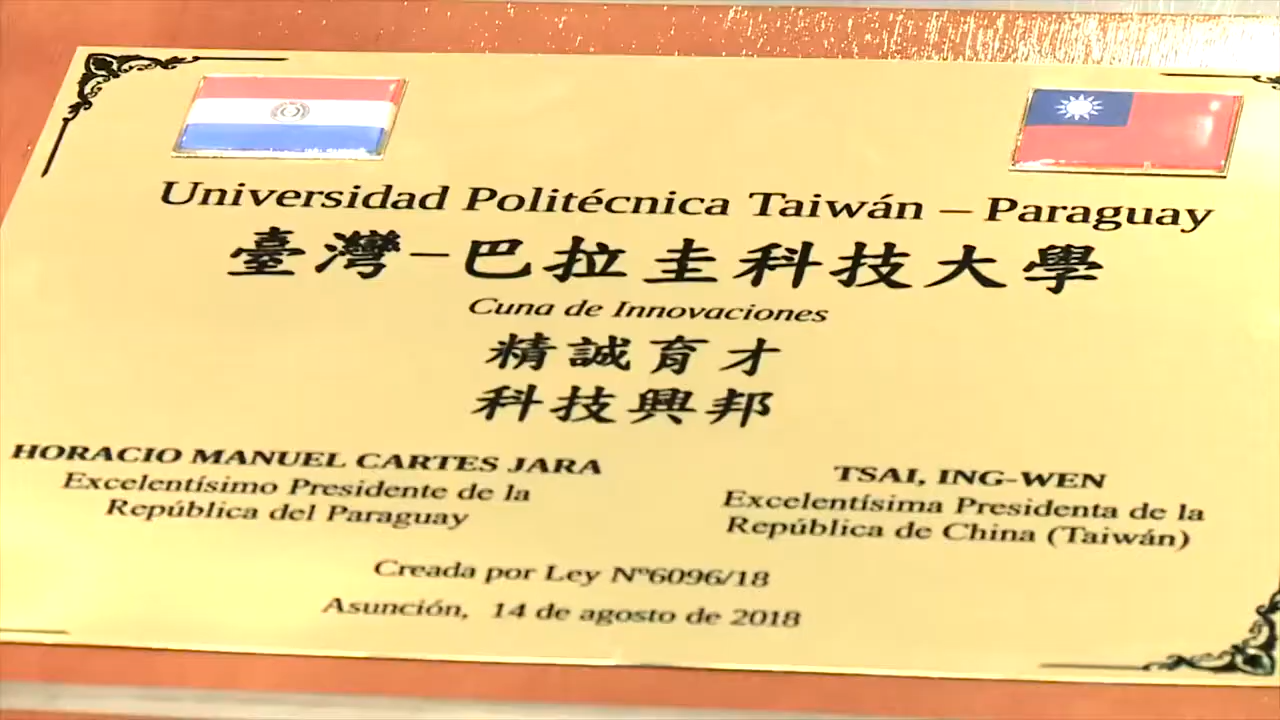 Universidad Politécnica Taiwán – Paraguay
臺灣–巴拉圭科技大學
Cuna de Innovaciones
精誠育才
科技興邦
HORACIO MANUEL CARTES JARA
Excelentísimo Presidente de la
República del Paraguay
TSAI, ING-WEN
Excelentísima Presidenta de la
República de China (Taiwán)
Creada por Ley Nº6096/18
Asunción, 14 de agosto de 2018